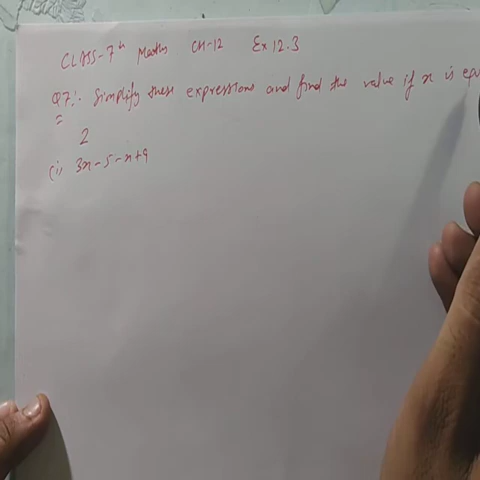 CLASS-7th Maths CH-12 Ex 12.3
Q7:- Simplify these expressions and find the value if x is equ
2
(i) 3x-5-x+9